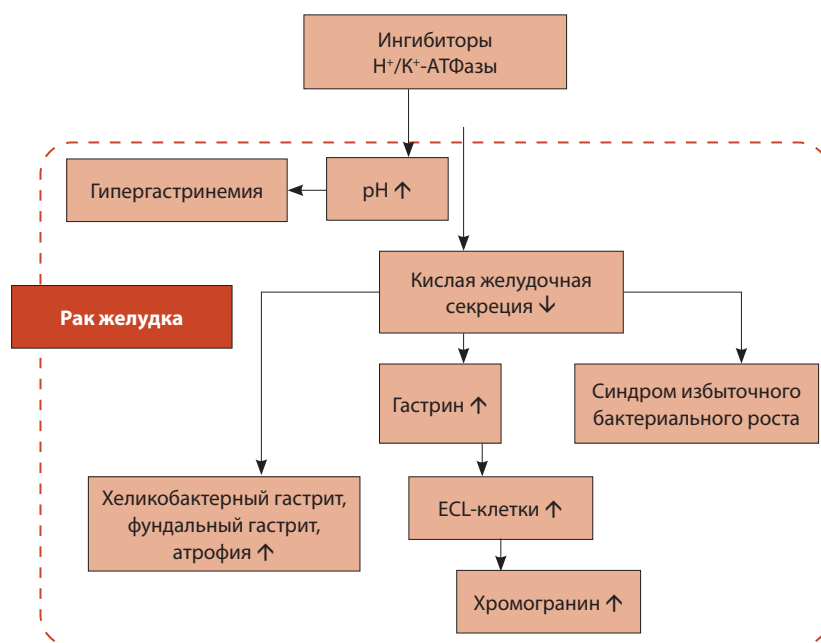 Ингибиторы
H⁺/K⁺-АТФазы
Гипергастринемия
pH ↑
Кислая желудочная
секреция ↓
Рак желудка
Гастрин ↑
Синдром избыточного
бактериального роста
Хеликобактерный гастрит,
фундальный гастрит,
атрофия ↑
ECL-клетки ↑
Хромогранин ↑